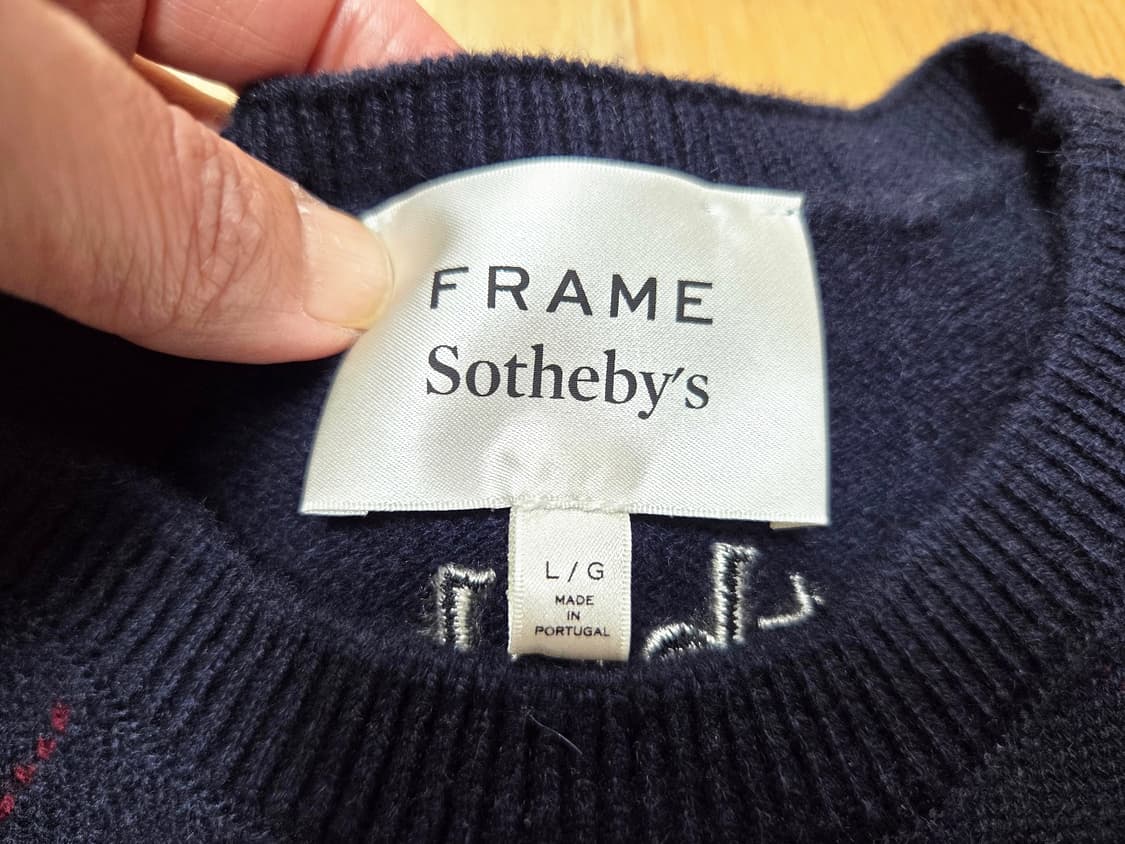 FRAME
Sotheby's
L / G
MADE
IN
PORTUGAL